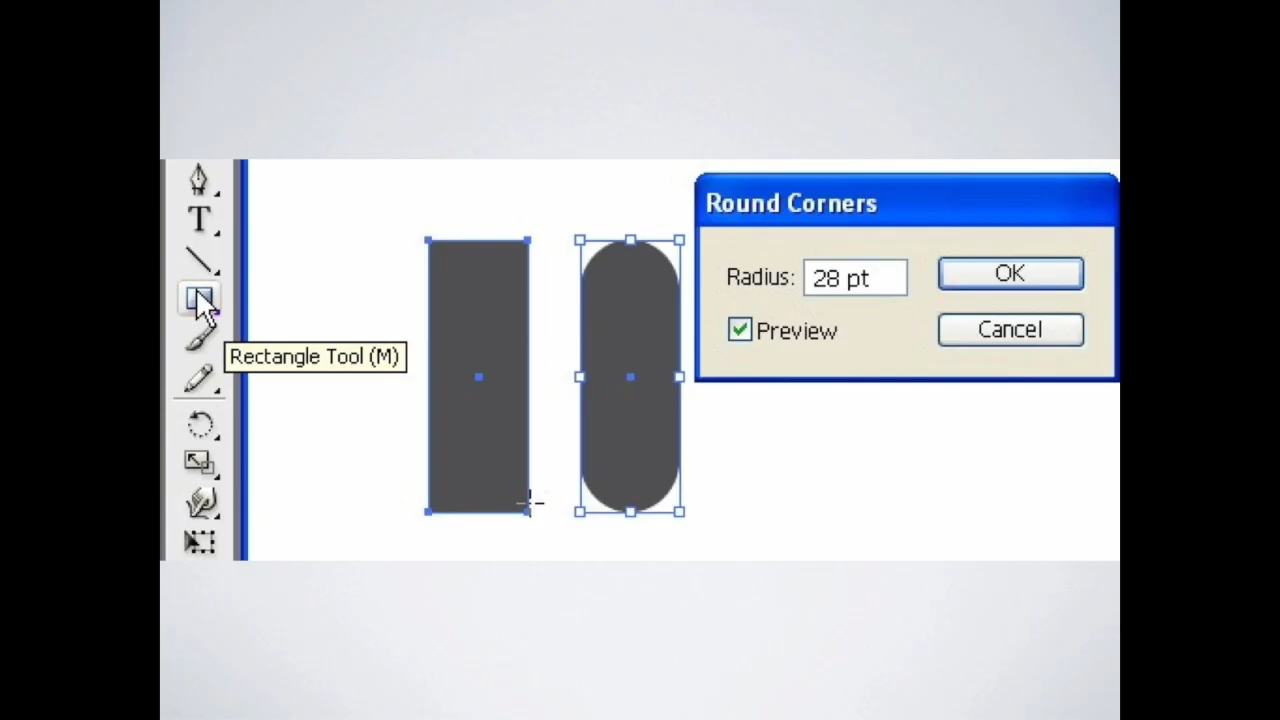 Round Corners
Radius: 28 pt
OK
Preview
Cancel
T
Rectangle Tool (M)